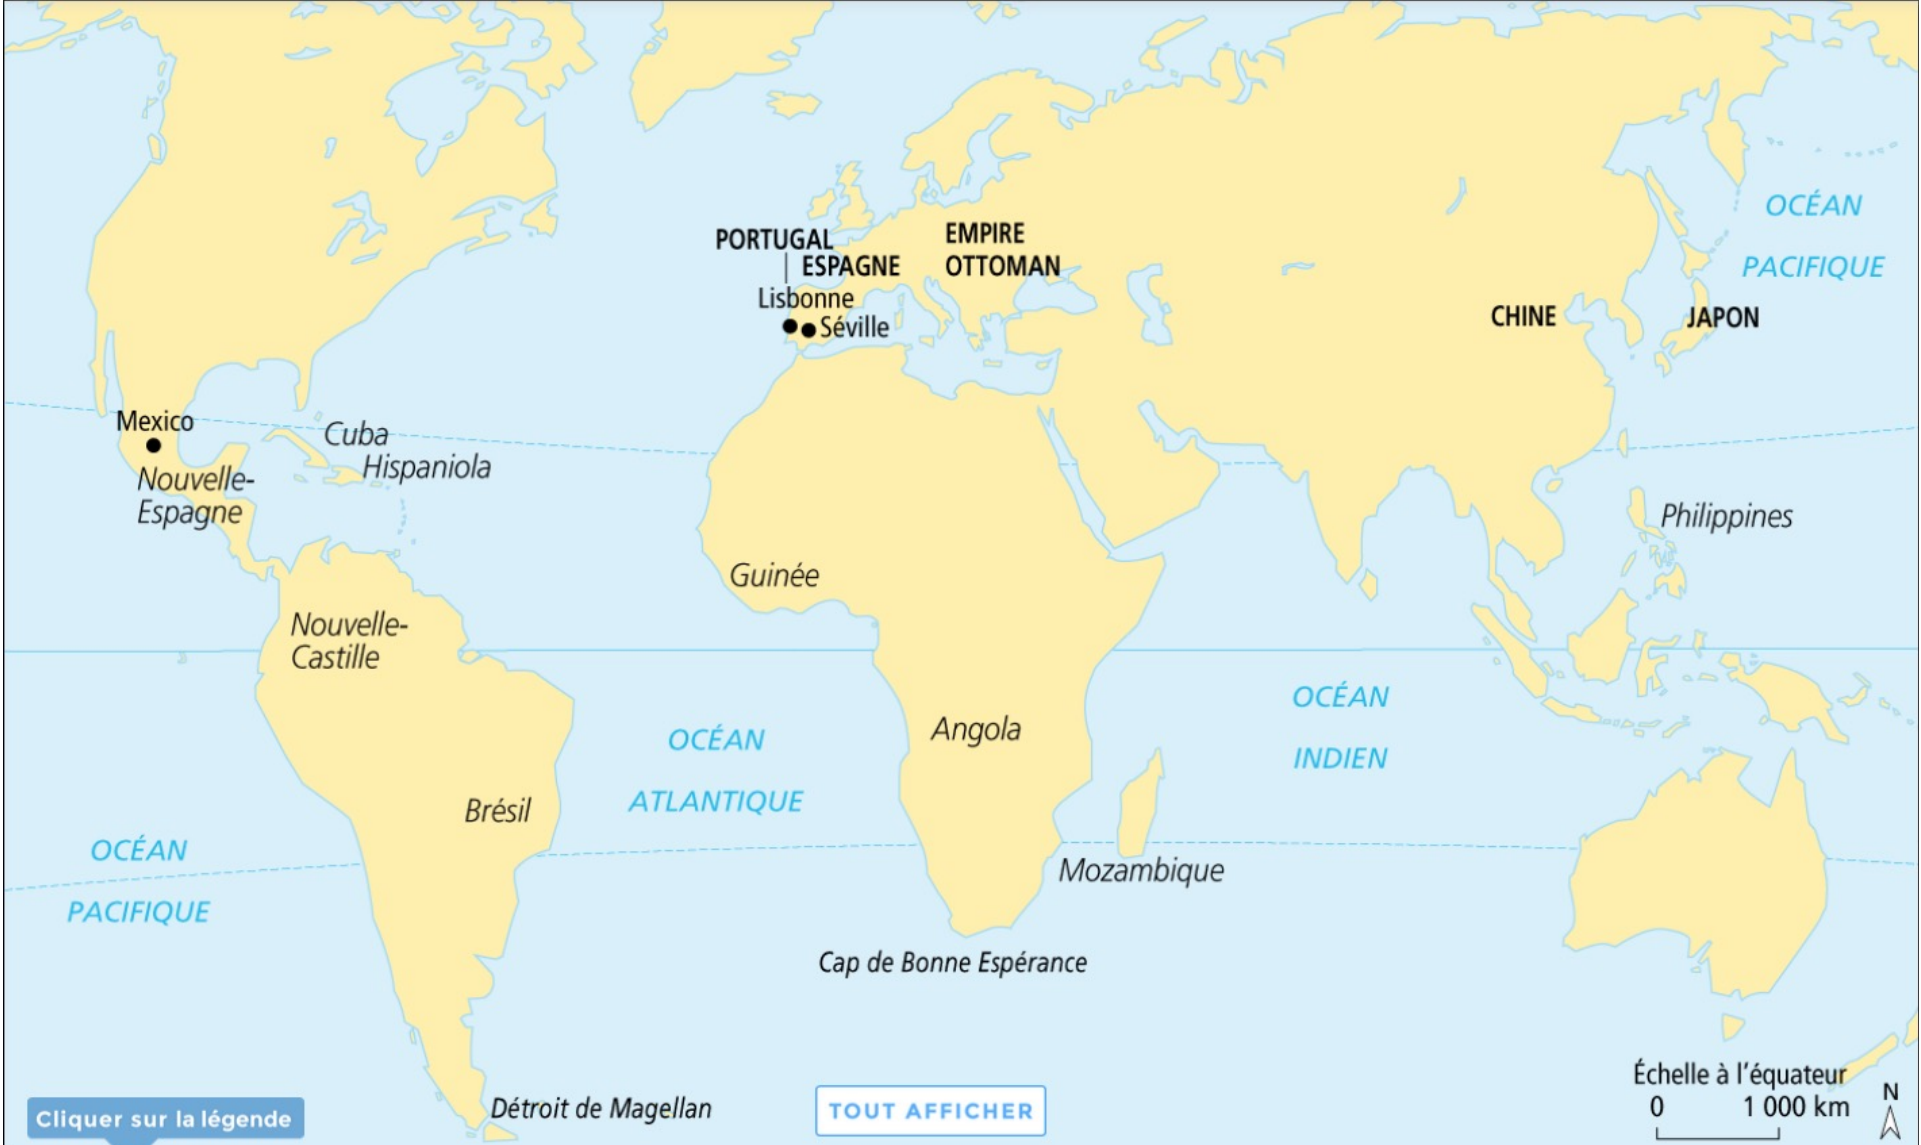 OCÉAN
PACIFIQUE
PORTUGAL
ESPAGNE
EMPIRE
OTTOMAN
Lisbonne
Séville
CHINE
JAPON
Mexico
Cuba
Hispaniola
Nouvelle-
Espagne
Philippines
Guinée
Nouvelle-
Castille
OCÉAN
INDIEN
Angola
OCÉAN
ATLANTIQUE
Brésil
OCÉAN
PACIFIQUE
Mozambique
Cap de Bonne Espérance
Détroit de Magellan
Échelle à l'équateur
0 1 000 km
N
Cliquer sur la légende
TOUT AFFICHER